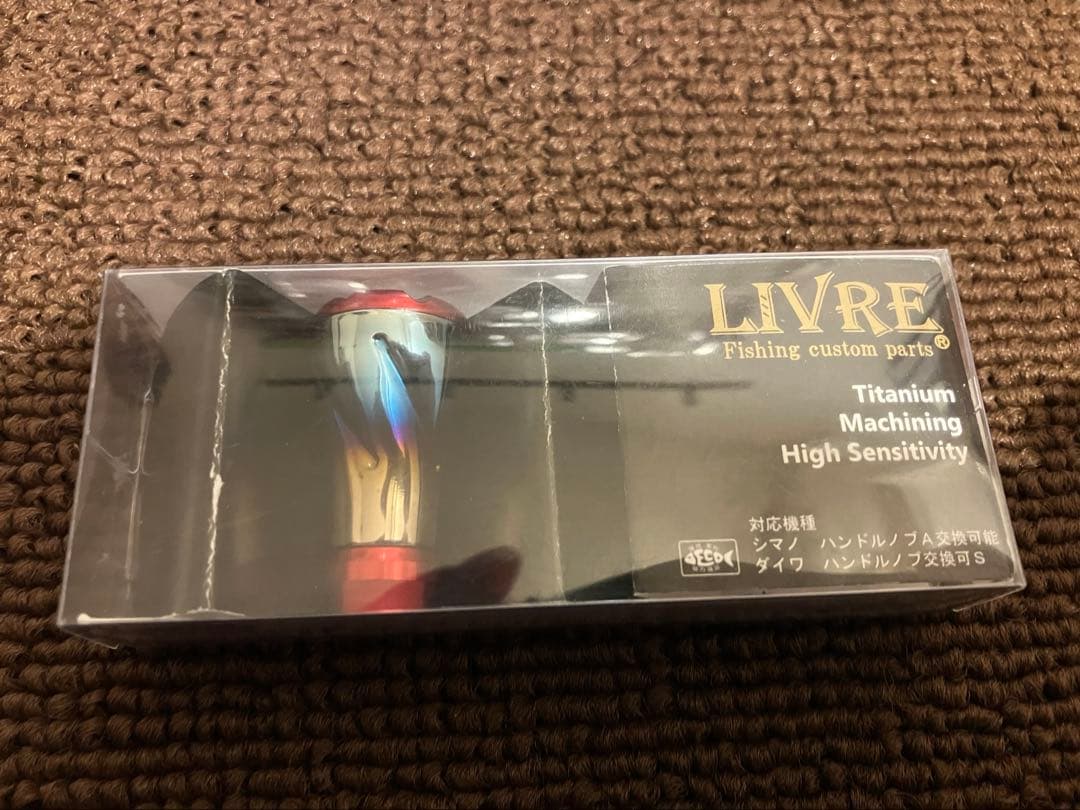 LIVRE
Fishing custom parts®
Titanium
Machining
High Sensitivity
対応機種
シマノ ハンドルノブA交換可能
ダイワ ハンドルノブ交換可S